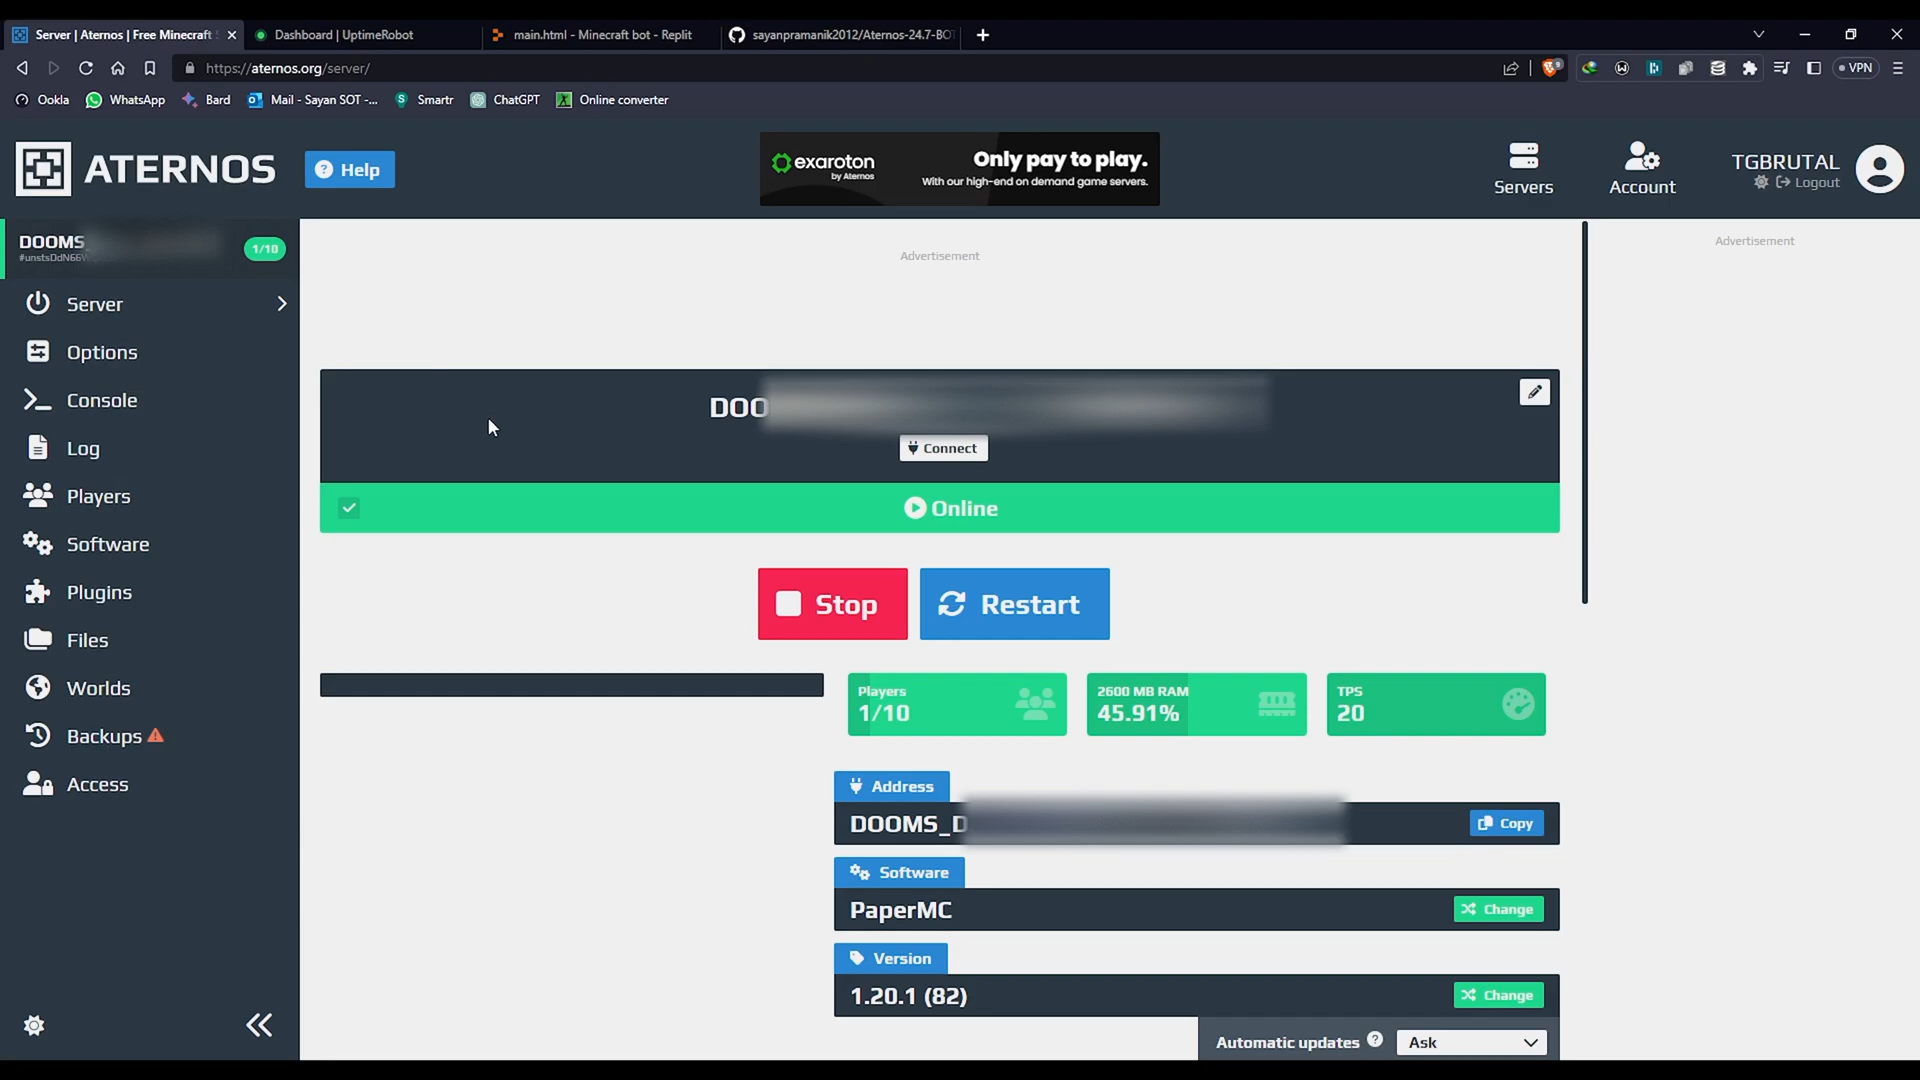 Server | Aternos | Free Minecraft
Dashboard | UptimeRobot
main.html - Minecraft bot - Replit
sayanpramanik2012/Aternos-24.7-BOT
https://aternos.org/server/
VPN
Ookla
WhatsApp
Bard
Mail - Sayan SOT -...
Smartr
ChatGPT
Online converter
ATERNOS
Help
exaroton
by Aternos
Only pay to play.
With our high-end on demand game servers.
Servers
Account
TGBRUTAL
Logout
DOOMS_
1/10
#unstsDdN66
Server
Options
Console
Log
Players
Software
Plugins
Files
Worlds
Backups
Access
Advertisement
Advertisement
DOO
Connect
Online
Stop
Restart
Players
1/10
2600 MB RAM
45.91%
TPS
20
Address
DOOMS_D
Copy
Software
PaperMC
Change
Version
1.20.1 (82)
Change
Automatic updates
Ask